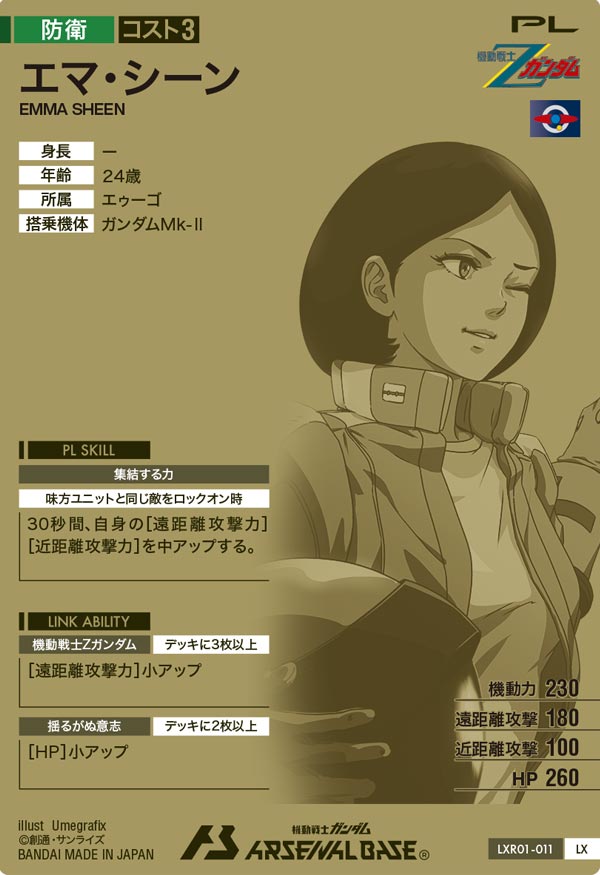 防衛 コスト3 PL
エマ・シーン
EMMA SHEEN
機動戦士
Zガンダム
身長 ー
年齢 24歳
所属 エゥーゴ
搭乗機体 ガンダムMk-II
PL SKILL
集結する力
味方ユニットと同じ敵をロックオン時
30秒間、自身の[遠距離攻撃力]
[近距離攻撃力]を中アップする。
LINK ABILITY
機動戦士Zガンダム デッキに3枚以上
[遠距離攻撃力]小アップ
揺るがぬ意志 デッキに2枚以上
[HP]小アップ
機動力 230
遠距離攻撃 180
近距離攻撃 100
HP 260
illust Umegrafix
©創通・サンライズ
BANDAI MADE IN JAPAN
機動戦士ガンダム
ARSENAL BASE®
LXR01-011 LX